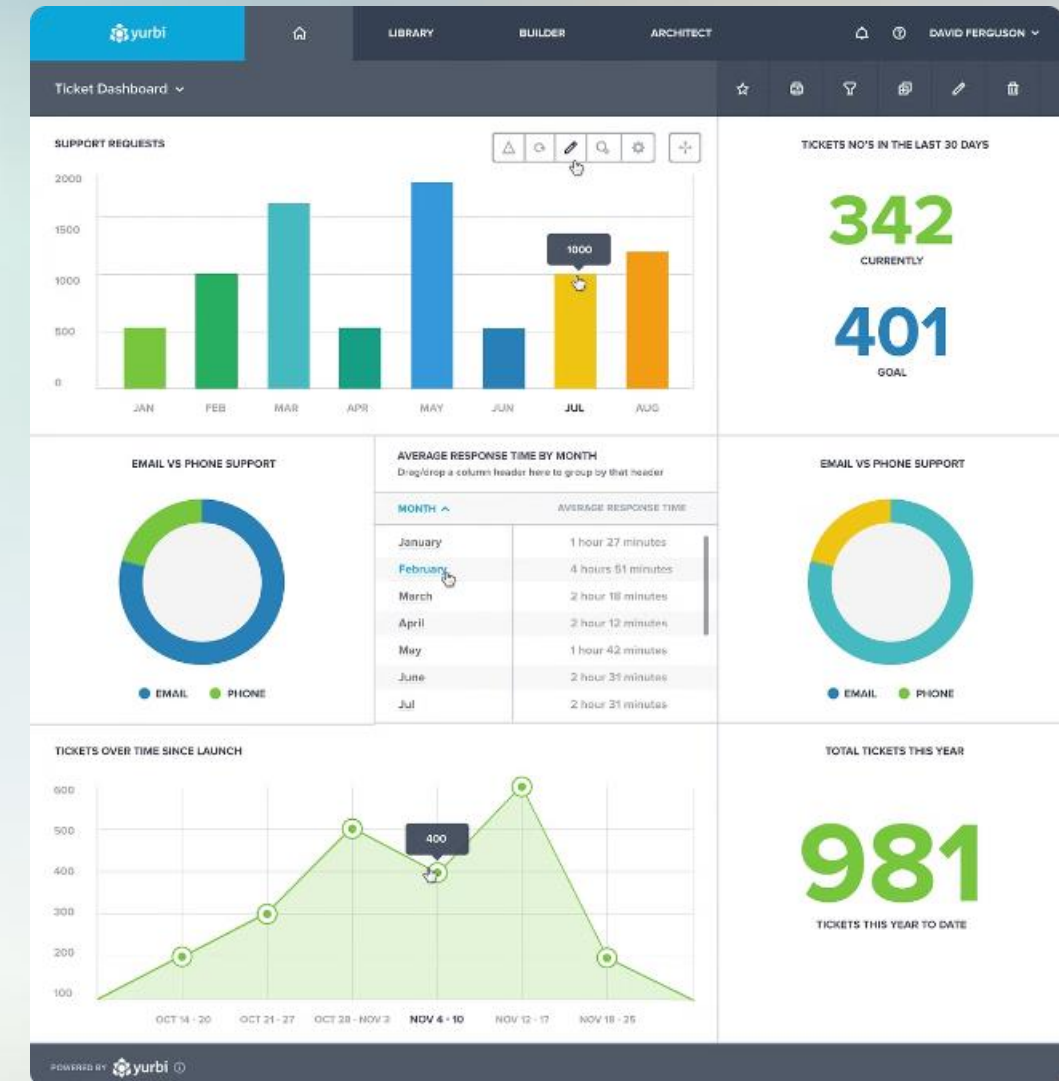 yurbi
LIBRARY
BUILDER
ARCHITECT
DAVID FERGUSON
Ticket Dashboard
SUPPORT REQUESTS
2000
1500
1000
500
0
1000
JAN FEB MAR APR MAY JUN JUL AUG
TICKETS NO'S IN THE LAST 30 DAYS
342
CURRENTLY
401
GOAL
EMAIL VS PHONE SUPPORT
EMAIL PHONE
AVERAGE RESPONSE TIME BY MONTH
Drag/drop a column header here to group by that header
MONTH AVERAGE RESPONSE TIME
January 1 hour 27 minutes
February 4 hours 51 minutes
March 2 hour 18 minutes
April 2 hour 12 minutes
May 1 hour 42 minutes
June 2 hour 31 minutes
Jul 2 hour 31 minutes
EMAIL VS PHONE SUPPORT
EMAIL PHONE
TICKETS OVER TIME SINCE LAUNCH
600
500
400
300
200
100
400
OCT 14 - 20 OCT 21 - 27 OCT 28 - NOV 3 NOV 4 - 10 NOV 12 - 17 NOV 18 - 25
TOTAL TICKETS THIS YEAR
981
TICKETS THIS YEAR TO DATE
POWERED BY yurbi